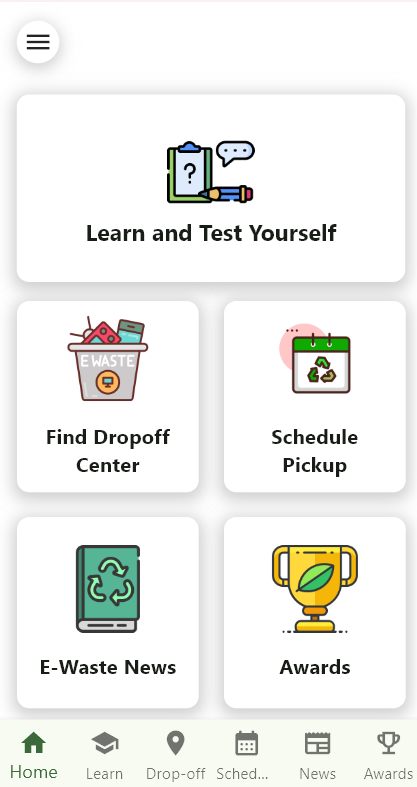 ?
Learn and Test Yourself
E WASTE
Find Dropoff
Center
Schedule
Pickup
E-Waste News
Awards
Home
Learn
Drop-off
Sched...
News
Awards